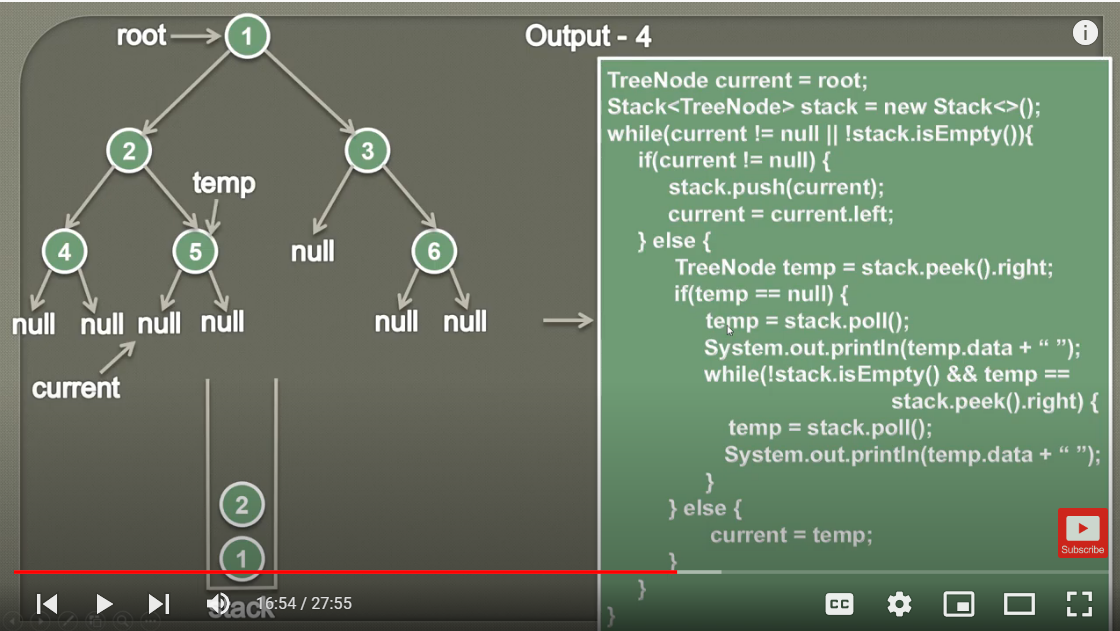 root
1
Output - 4
i
2
3
temp
4
5
null
6
null
null
null
null
null
null
current
2
1
stack
TreeNode current = root;
Stack<TreeNode> stack = new Stack<>();
while(current != null || !stack.isEmpty()){
if(current != null) {
stack.push(current);
current = current.left;
} else {
TreeNode temp = stack.peek().right;
if(temp == null) {
temp = stack.poll();
System.out.println(temp.data + “ ”);
while(!stack.isEmpty() && temp ==
stack.peek().right) {
temp = stack.poll();
System.out.println(temp.data + “ ”);
}
} else {
current = temp;
}
}
}
Subscribe
16:54 / 27:55
CC